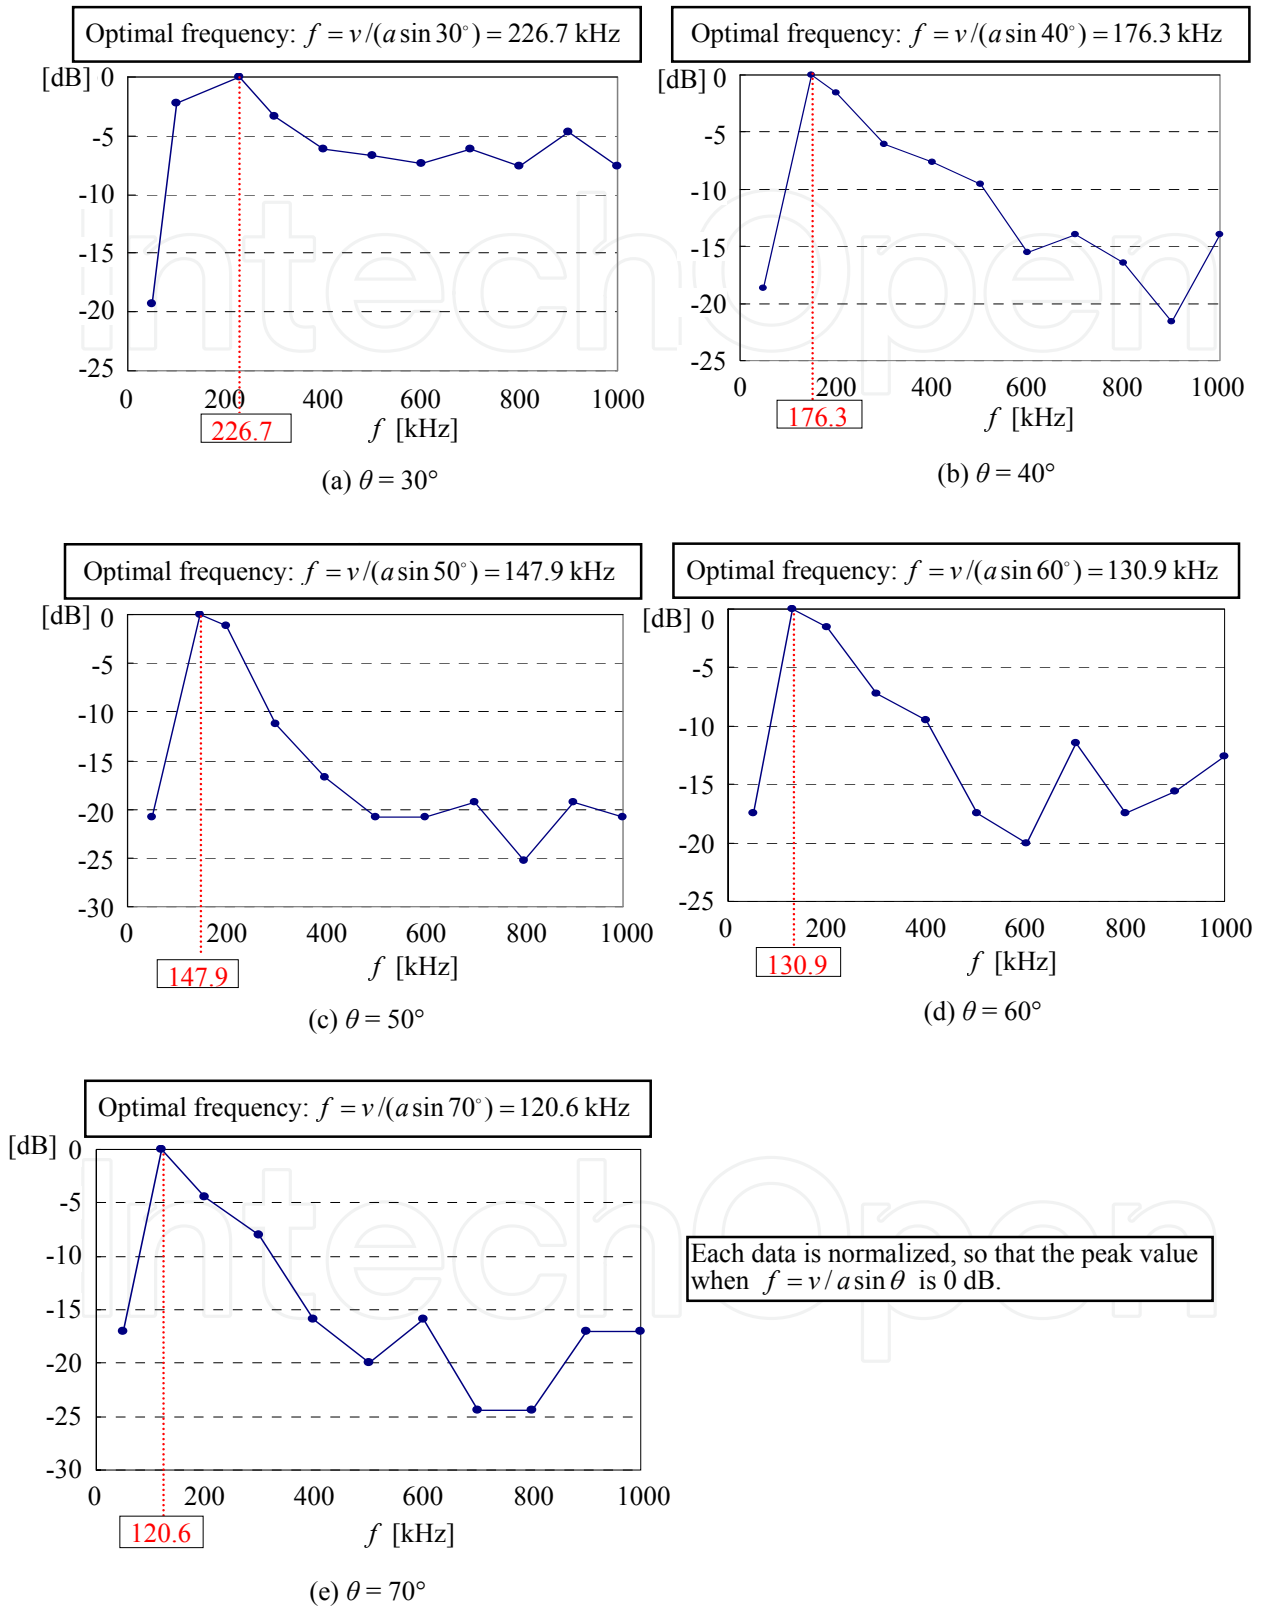 Optimal frequency: f = v/(a sin 30°) = 226.7 kHz
[dB] 0
-5
-10
-15
-20
-25
0 200 400 600 800 1000
226.7
f [kHz]
(a) θ = 30°
Optimal frequency: f = v/(a sin 40°) = 176.3 kHz
[dB] 0
-5
-10
-15
-20
-25
0 200 400 600 800 1000
176.3
f [kHz]
(b) θ = 40°
Optimal frequency: f = v/(a sin 50°) = 147.9 kHz
[dB] 0
-5
-10
-15
-20
-25
-30
0 200 400 600 800 1000
147.9
f [kHz]
(c) θ = 50°
Optimal frequency: f = v/(a sin 60°) = 130.9 kHz
[dB] 0
-5
-10
-15
-20
-25
0 200 400 600 800 1000
130.9
f [kHz]
(d) θ = 60°
Optimal frequency: f = v/(a sin 70°) = 120.6 kHz
[dB] 0
-5
-10
-15
-20
-25
-30
0 200 400 600 800 1000
120.6
f [kHz]
(e) θ = 70°
Each data is normalized, so that the peak value
when f = v/a sin θ is 0 dB.
IntechOpen
IntechOpen